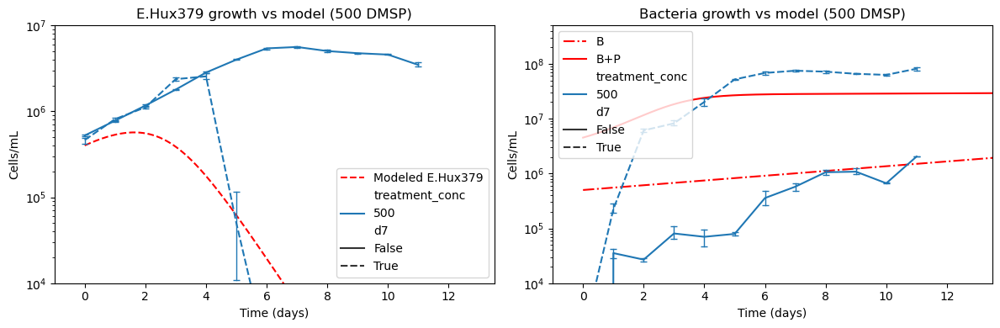 E.Hux379 growth vs model (500 DMSP)
10^7
10^6
10^5
10^4
Cells/mL
0 2 4 6 8 10 12
Time (days)
Modeled E.Hux379
treatment_conc
500
d7
False
True
Bacteria growth vs model (500 DMSP)
10^8
10^7
10^6
10^5
10^4
Cells/mL
0 2 4 6 8 10 12
Time (days)
B
B+P
treatment_conc
500
d7
False
True